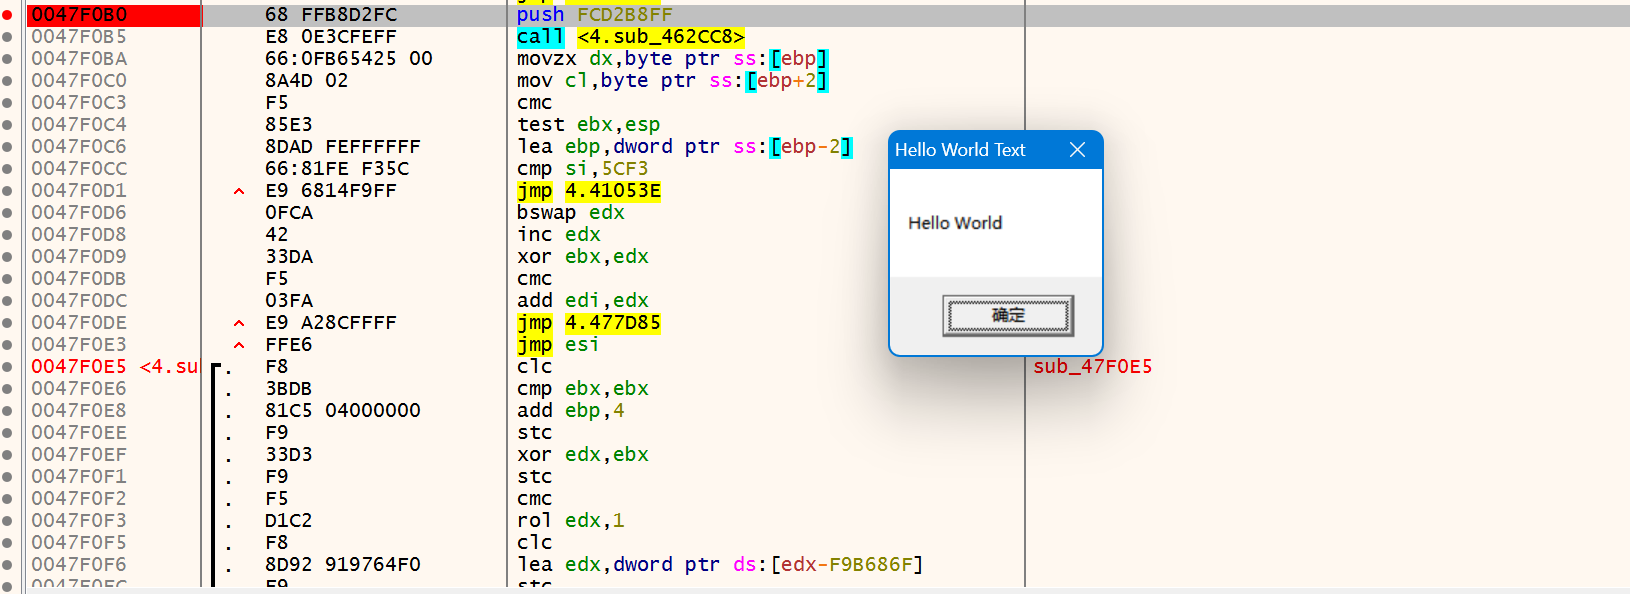 0047F0B0 68 FFB8D2FC push FCD2B8FF
0047F0B5 E8 0E3CFEFF call <4.sub_462CC8>
0047F0BA 66:0FB65425 00 movzx dx,byte ptr ss:[ebp]
0047F0C0 8A4D 02 mov cl,byte ptr ss:[ebp+2]
0047F0C3 F5 cmc
0047F0C4 85E3 test ebx,esp
0047F0C6 8DAD FEFFFFFF lea ebp,dword ptr ss:[ebp-2]
0047F0CC 66:81FE F35C cmp si,5CF3
0047F0D1 E9 6814F9FF jmp 4.41053E
0047F0D6 0FCA bswap edx
0047F0D8 42 inc edx
0047F0D9 33DA xor ebx,edx
0047F0DB F5 cmc
0047F0DC 03FA add edi,edx
0047F0DE E9 A28CFFFF jmp 4.477D85
0047F0E3 FFE6 jmp esi
0047F0E5 <4.su F8 clc sub_47F0E5
0047F0E6 3BDB cmp ebx,ebx
0047F0E8 81C5 04000000 add ebp,4
0047F0EE F9 stc
0047F0EF 33D3 xor edx,ebx
0047F0F1 F9 stc
0047F0F2 F5 cmc
0047F0F3 D1C2 rol edx,1
0047F0F5 F8 clc
0047F0F6 8D92 919764F0 lea edx,dword ptr ds:[edx-F9B686F]
Hello World Text
Hello World
确定